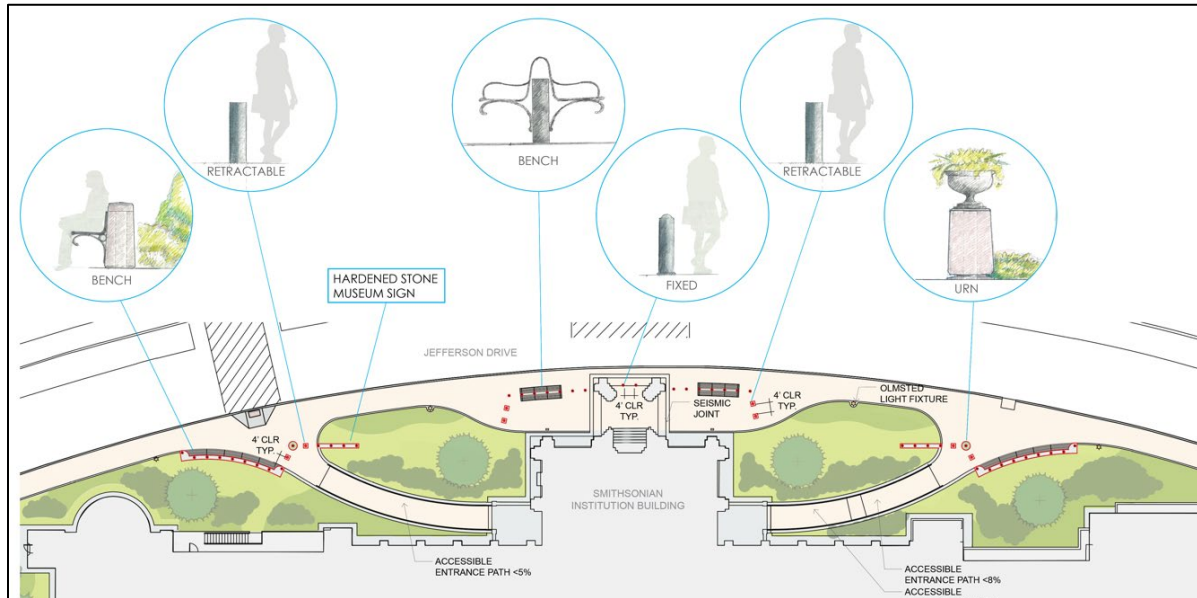 RETRACTABLE
BENCH
RETRACTABLE
BENCH
FIXED
URN
HARDENED STONE
MUSEUM SIGN
JEFFERSON DRIVE
4' CLR
TYP.
4' CLR
TYP.
SEISMIC
JOINT
4' CLR
TYP.
OLMSTED
LIGHT FIXTURE
SMITHSONIAN
INSTITUTION BUILDING
ACCESSIBLE
ENTRANCE PATH <5%
ACCESSIBLE
ENTRANCE PATH <8%
ACCESSIBLE